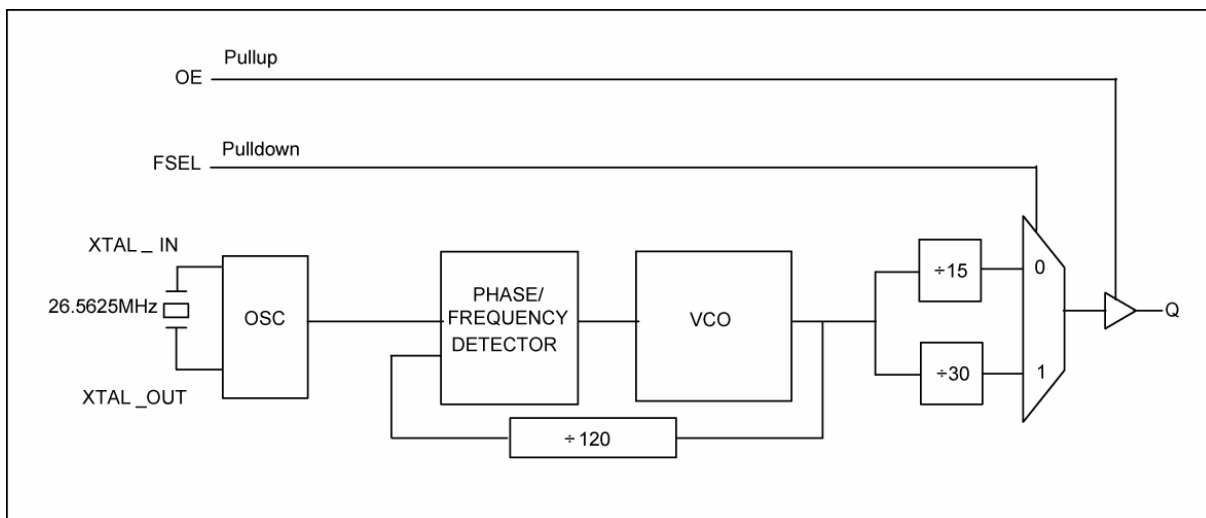 Pullup
OE
Pulldown
FSEL
XTAL _ IN
26.5625MHz
XTAL _OUT
OSC
PHASE/
FREQUENCY
DETECTOR
VCO
÷120
÷15
÷30
0
1
Q